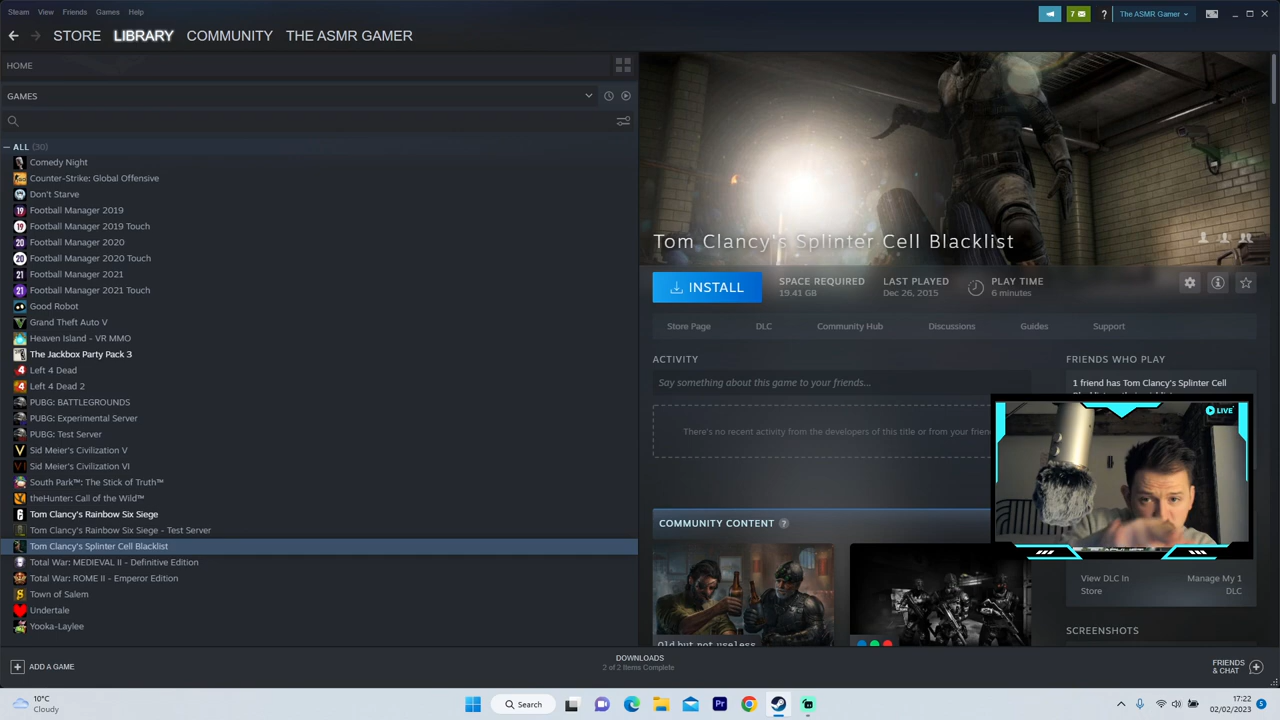 Steam View Friends Games Help
7 ? The ASMR Gamer
STORE LIBRARY COMMUNITY THE ASMR GAMER
HOME
GAMES
ALL (30)
Comedy Night
Counter-Strike: Global Offensive
Don't Starve
Football Manager 2019
Football Manager 2019 Touch
Football Manager 2020
Football Manager 2020 Touch
Football Manager 2021
Football Manager 2021 Touch
Good Robot
Grand Theft Auto V
Heaven Island - VR MMO
The Jackbox Party Pack 3
Left 4 Dead
Left 4 Dead 2
PUBG: BATTLEGROUNDS
PUBG: Experimental Server
PUBG: Test Server
Sid Meier's Civilization V
Sid Meier's Civilization VI
South Park™: The Stick of Truth™
theHunter: Call of the Wild™
Tom Clancy's Rainbow Six Siege
Tom Clancy's Rainbow Six Siege - Test Server
Tom Clancy's Splinter Cell Blacklist
Total War: MEDIEVAL II - Definitive Edition
Total War: ROME II - Emperor Edition
Town of Salem
Undertale
Yooka-Laylee
Tom Clancy's Splinter Cell Blacklist
INSTALL
SPACE REQUIRED
19.41 GB
LAST PLAYED
Dec 26, 2015
PLAY TIME
6 minutes
Store Page DLC Community Hub Discussions Guides Support
ACTIVITY
Say something about this game to your friends...
There's no recent activity from the developers of this title or from your
COMMUNITY CONTENT ?
Old but not useless
FRIENDS WHO PLAY
1 friend has Tom Clancy's Splinter Cell
LIVE
View DLC In
Store
Manage My 1
DLC
SCREENSHOTS
ADD A GAME
DOWNLOADS
2 of 2 Items Complete
FRIENDS
& CHAT
10°C
Cloudy
Search
Pr
17:22
02/02/2023
5